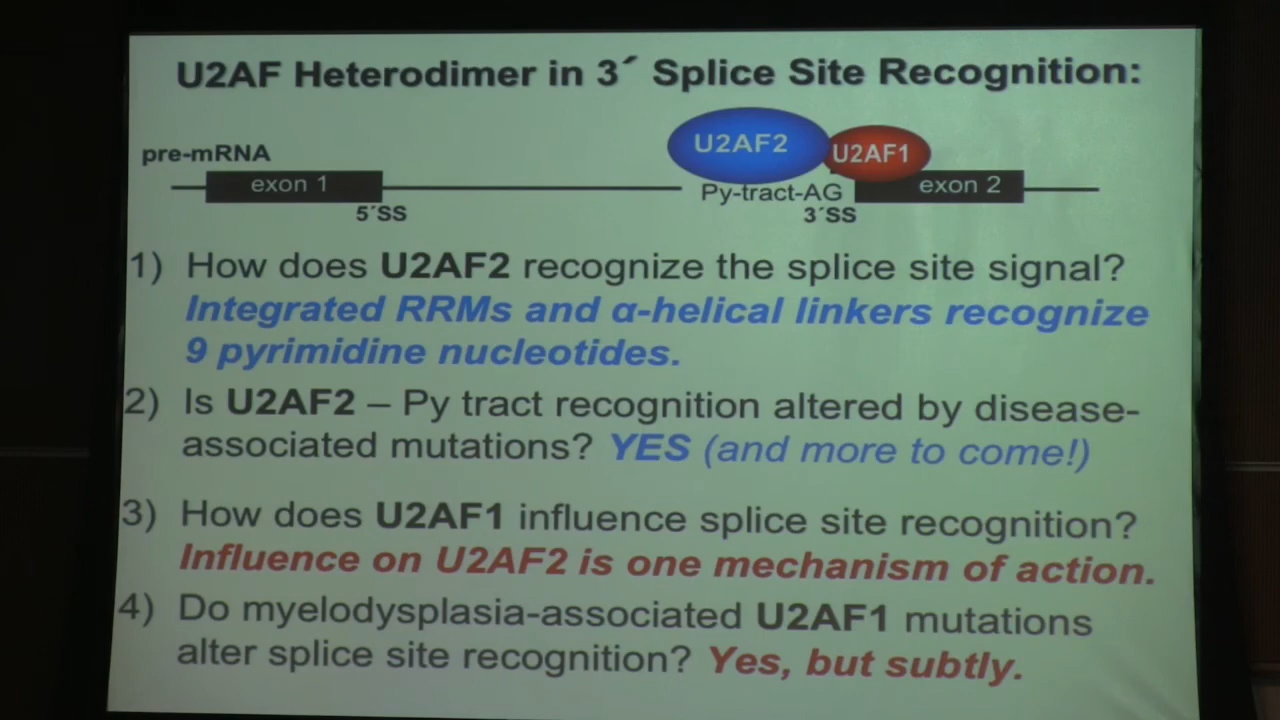 U2AF Heterodimer in 3´ Splice Site Recognition:
U2AF2
U2AF1
pre-mRNA
exon 1
Py-tract-AG
exon 2
5´SS
3´SS
1) How does U2AF2 recognize the splice site signal?
Integrated RRMs and α-helical linkers recognize
9 pyrimidine nucleotides.
2) Is U2AF2 – Py tract recognition altered by disease-
associated mutations? YES (and more to come!)
3) How does U2AF1 influence splice site recognition?
Influence on U2AF2 is one mechanism of action.
4) Do myelodysplasia-associated U2AF1 mutations
alter splice site recognition? Yes, but subtly.